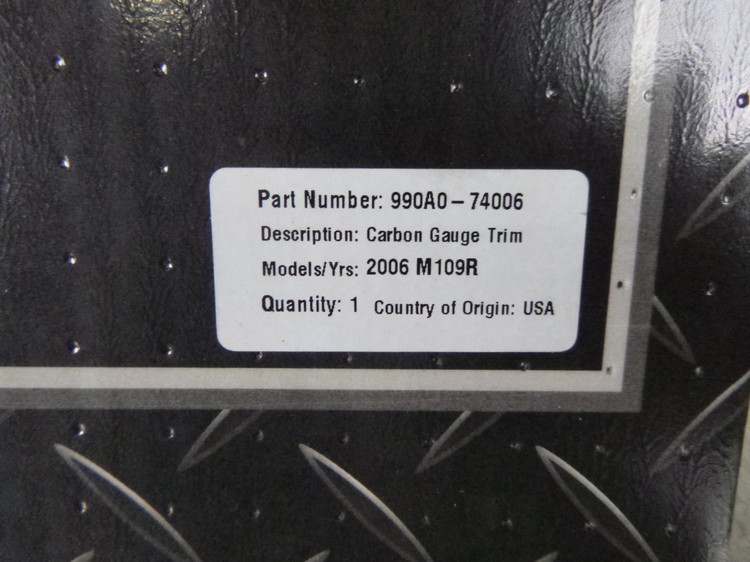 Part Number: 990A0-74006
Description: Carbon Gauge Trim
Models/Yrs: 2006 M109R
Quantity: 1 Country of Origin: USA